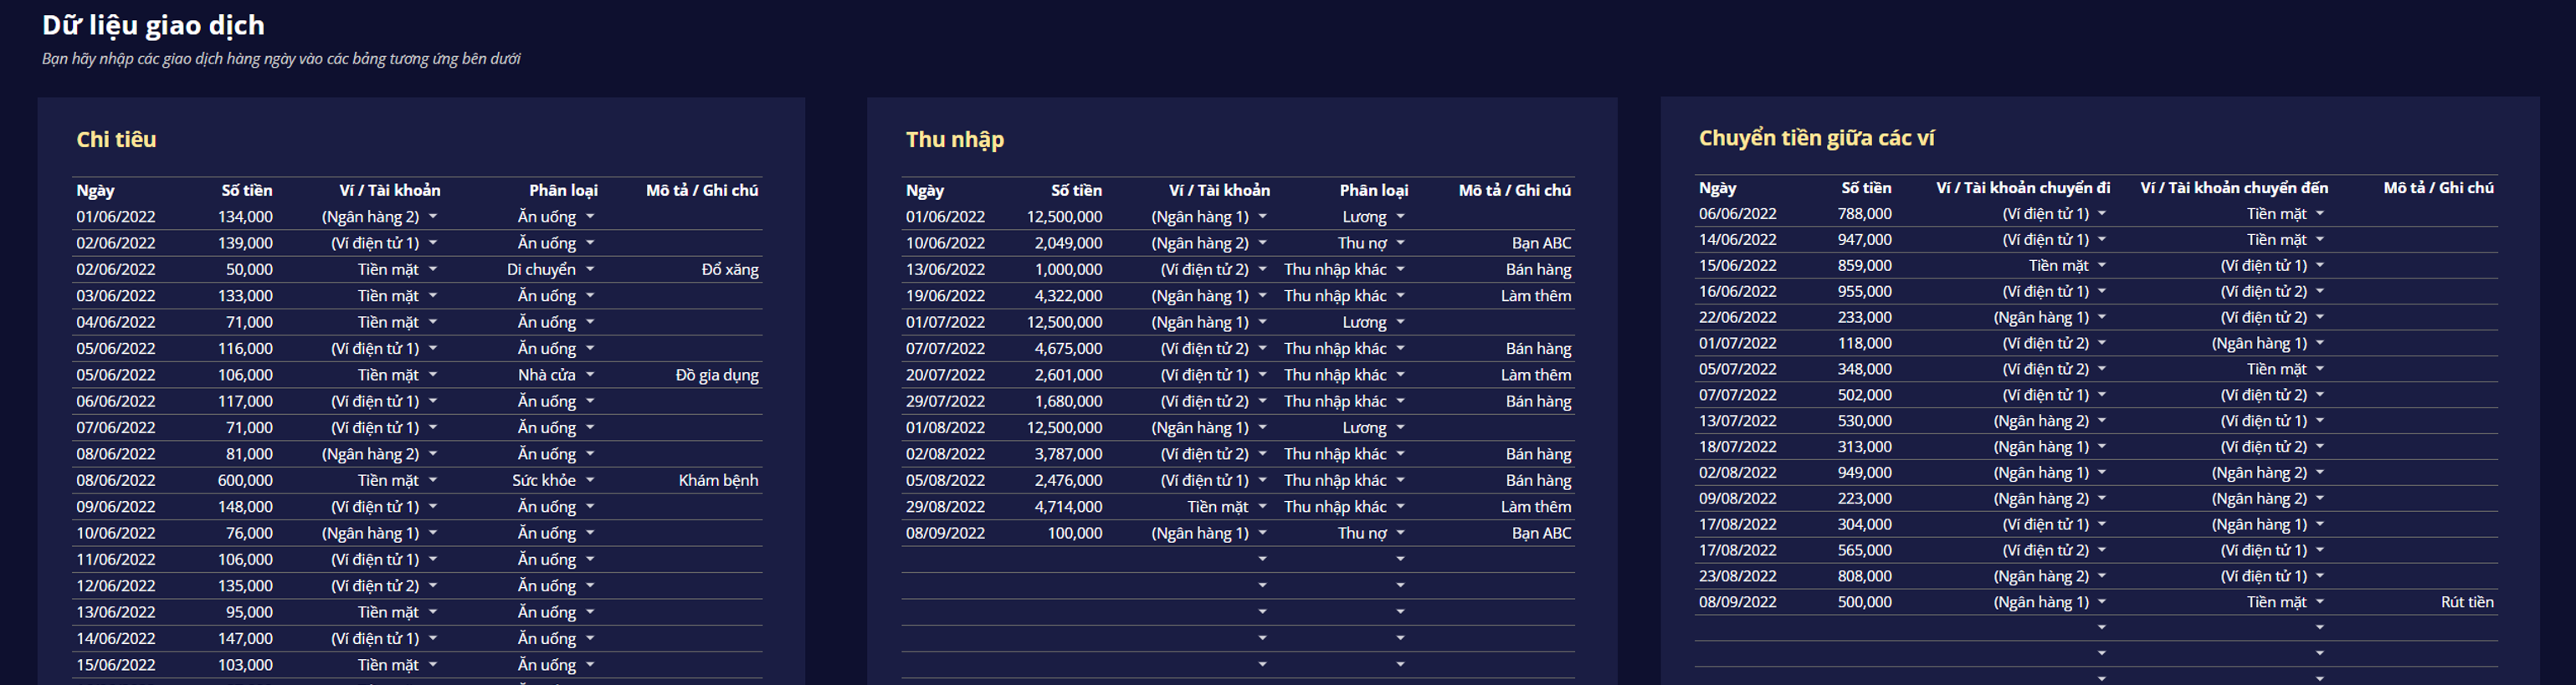 Dữ liệu giao dịch
Bạn hãy nhập các giao dịch hàng ngày vào các bảng tương ứng bên dưới
Chi tiêu
Ngày Số tiền Ví / Tài khoản Phân loại Mô tả / Ghi chú
01/06/2022 134,000 (Ngân hàng 2) Ăn uống
02/06/2022 139,000 (Ví điện tử 1) Ăn uống
02/06/2022 50,000 Tiền mặt Di chuyển Đổ xăng
03/06/2022 133,000 Tiền mặt Ăn uống
04/06/2022 71,000 Tiền mặt Ăn uống
05/06/2022 116,000 (Ví điện tử 1) Ăn uống
05/06/2022 106,000 Tiền mặt Nhà cửa Đồ gia dụng
06/06/2022 117,000 (Ví điện tử 1) Ăn uống
07/06/2022 71,000 (Ví điện tử 1) Ăn uống
08/06/2022 81,000 (Ngân hàng 2) Ăn uống
08/06/2022 600,000 Tiền mặt Sức khỏe Khám bệnh
09/06/2022 148,000 (Ví điện tử 1) Ăn uống
10/06/2022 76,000 (Ngân hàng 1) Ăn uống
11/06/2022 106,000 (Ví điện tử 1) Ăn uống
12/06/2022 135,000 (Ví điện tử 2) Ăn uống
13/06/2022 95,000 Tiền mặt Ăn uống
14/06/2022 147,000 (Ví điện tử 1) Ăn uống
15/06/2022 103,000 Tiền mặt Ăn uống
Thu nhập
Ngày Số tiền Ví / Tài khoản Phân loại Mô tả / Ghi chú
01/06/2022 12,500,000 (Ngân hàng 1) Lương
10/06/2022 2,049,000 (Ngân hàng 2) Thu nợ Bạn ABC
13/06/2022 1,000,000 (Ví điện tử 2) Thu nhập khác Bán hàng
19/06/2022 4,322,000 (Ngân hàng 1) Thu nhập khác Làm thêm
01/07/2022 12,500,000 (Ngân hàng 1) Lương
07/07/2022 4,675,000 (Ví điện tử 2) Thu nhập khác Bán hàng
20/07/2022 2,601,000 (Ví điện tử 1) Thu nhập khác Làm thêm
29/07/2022 1,680,000 (Ví điện tử 2) Thu nhập khác Bán hàng
01/08/2022 12,500,000 (Ngân hàng 1) Lương
02/08/2022 3,787,000 (Ví điện tử 2) Thu nhập khác Bán hàng
05/08/2022 2,476,000 (Ví điện tử 1) Thu nhập khác Bán hàng
29/08/2022 4,714,000 Tiền mặt Thu nhập khác Làm thêm
08/09/2022 100,000 (Ngân hàng 1) Thu nợ Bạn ABC
Chuyển tiền giữa các ví
Ngày Số tiền Ví / Tài khoản chuyển đi Ví / Tài khoản chuyển đến Mô tả / Ghi chú
06/06/2022 788,000 (Ví điện tử 1) Tiền mặt
14/06/2022 947,000 (Ví điện tử 1) Tiền mặt
15/06/2022 859,000 Tiền mặt (Ví điện tử 1)
16/06/2022 955,000 (Ví điện tử 1) (Ví điện tử 2)
22/06/2022 233,000 (Ngân hàng 1) (Ví điện tử 2)
01/07/2022 118,000 (Ví điện tử 2) (Ngân hàng 1)
05/07/2022 348,000 (Ví điện tử 2) Tiền mặt
07/07/2022 502,000 (Ví điện tử 1) (Ví điện tử 2)
13/07/2022 530,000 (Ngân hàng 2) (Ví điện tử 1)
18/07/2022 313,000 (Ngân hàng 1) (Ví điện tử 2)
02/08/2022 949,000 (Ngân hàng 1) (Ngân hàng 2)
09/08/2022 223,000 (Ngân hàng 2) (Ngân hàng 2)
17/08/2022 304,000 (Ví điện tử 1) (Ngân hàng 1)
17/08/2022 565,000 (Ví điện tử 2) (Ví điện tử 1)
23/08/2022 808,000 (Ngân hàng 2) (Ví điện tử 1)
08/09/2022 500,000 (Ngân hàng 1) Tiền mặt Rút tiền